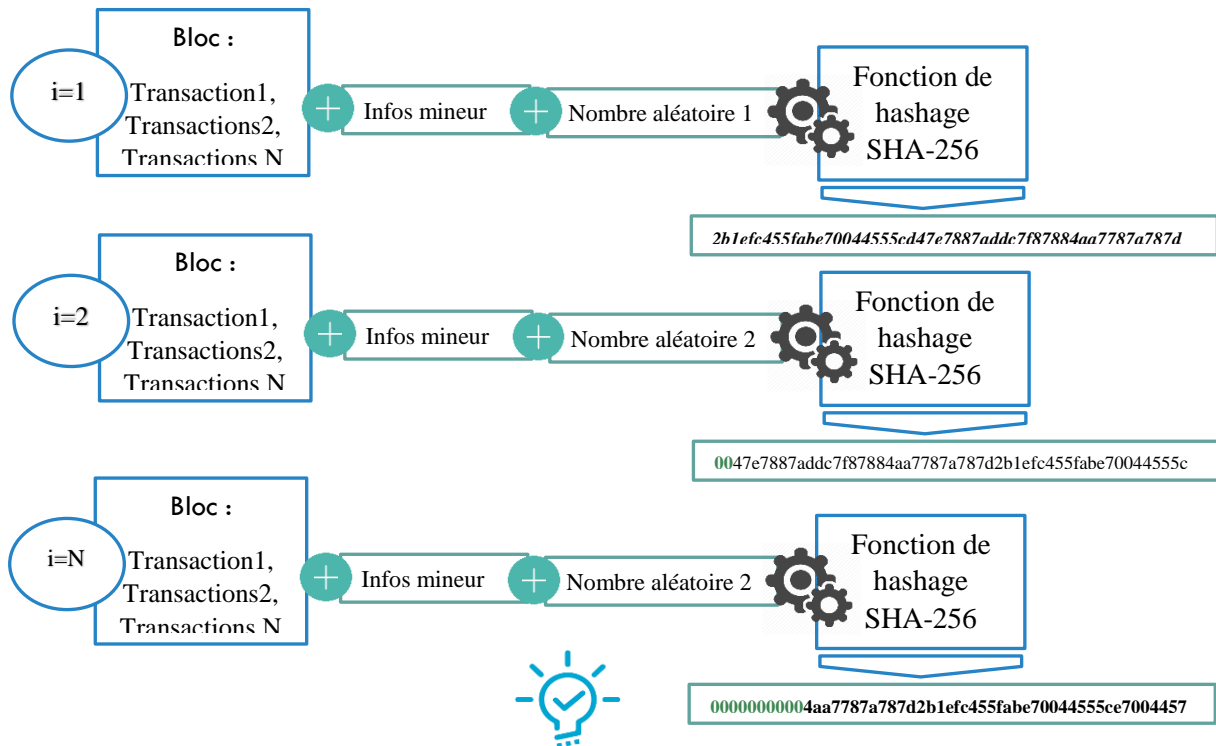 Bloc :
i=1
Transaction1,
Transactions2,
Transactions N
Infos mineur
Nombre aléatoire 1
Fonction de
hashage
SHA-256
2b1efc455fabe70044555cd47e7887addc7f87884aa7787a787d
Bloc :
i=2
Transaction1,
Transactions2,
Transactions N
Infos mineur
Nombre aléatoire 2
Fonction de
hashage
SHA-256
0047e7887addc7f87884aa7787a787d2b1efc455fabe70044555c
Bloc :
i=N
Transaction1,
Transactions2,
Transactions N
Infos mineur
Nombre aléatoire 2
Fonction de
hashage
SHA-256
00000000004aa7787a787d2b1efc455fabe70044555ce7004457